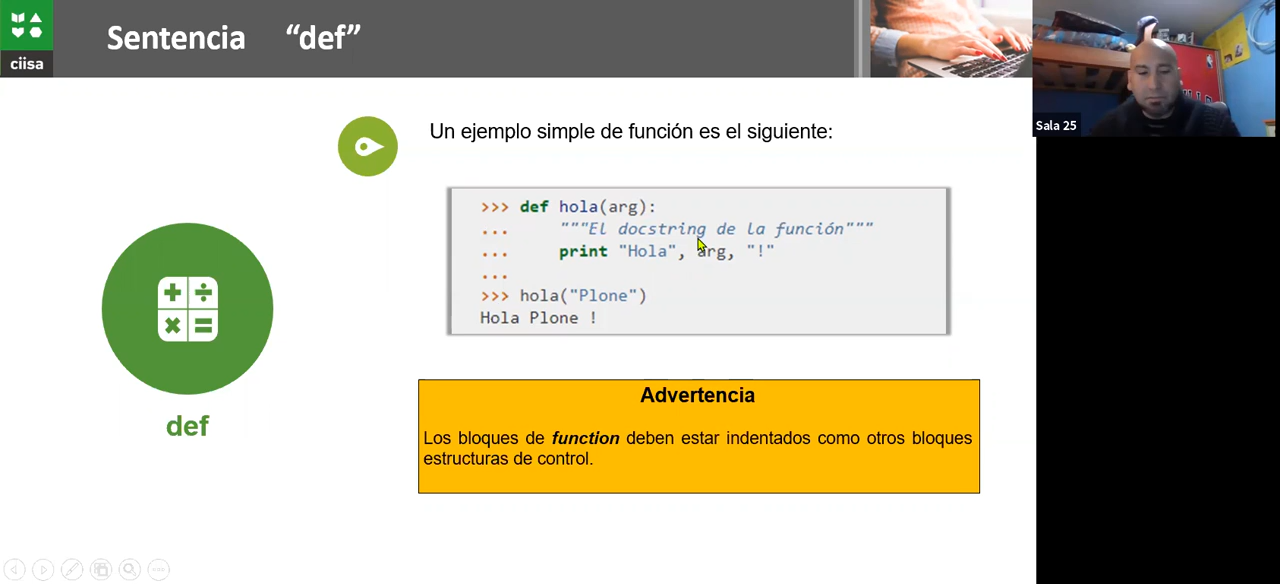 Sentencia “def”
ciisa
Sala 25
Un ejemplo simple de función es el siguiente:
>>> def hola(arg):
... """El docstring de la función"""
... print "Hola", arg, "!"
...
>>> hola("Plone")
Hola Plone !
def
Advertencia
Los bloques de function deben estar indentados como otros bloques
estructuras de control.